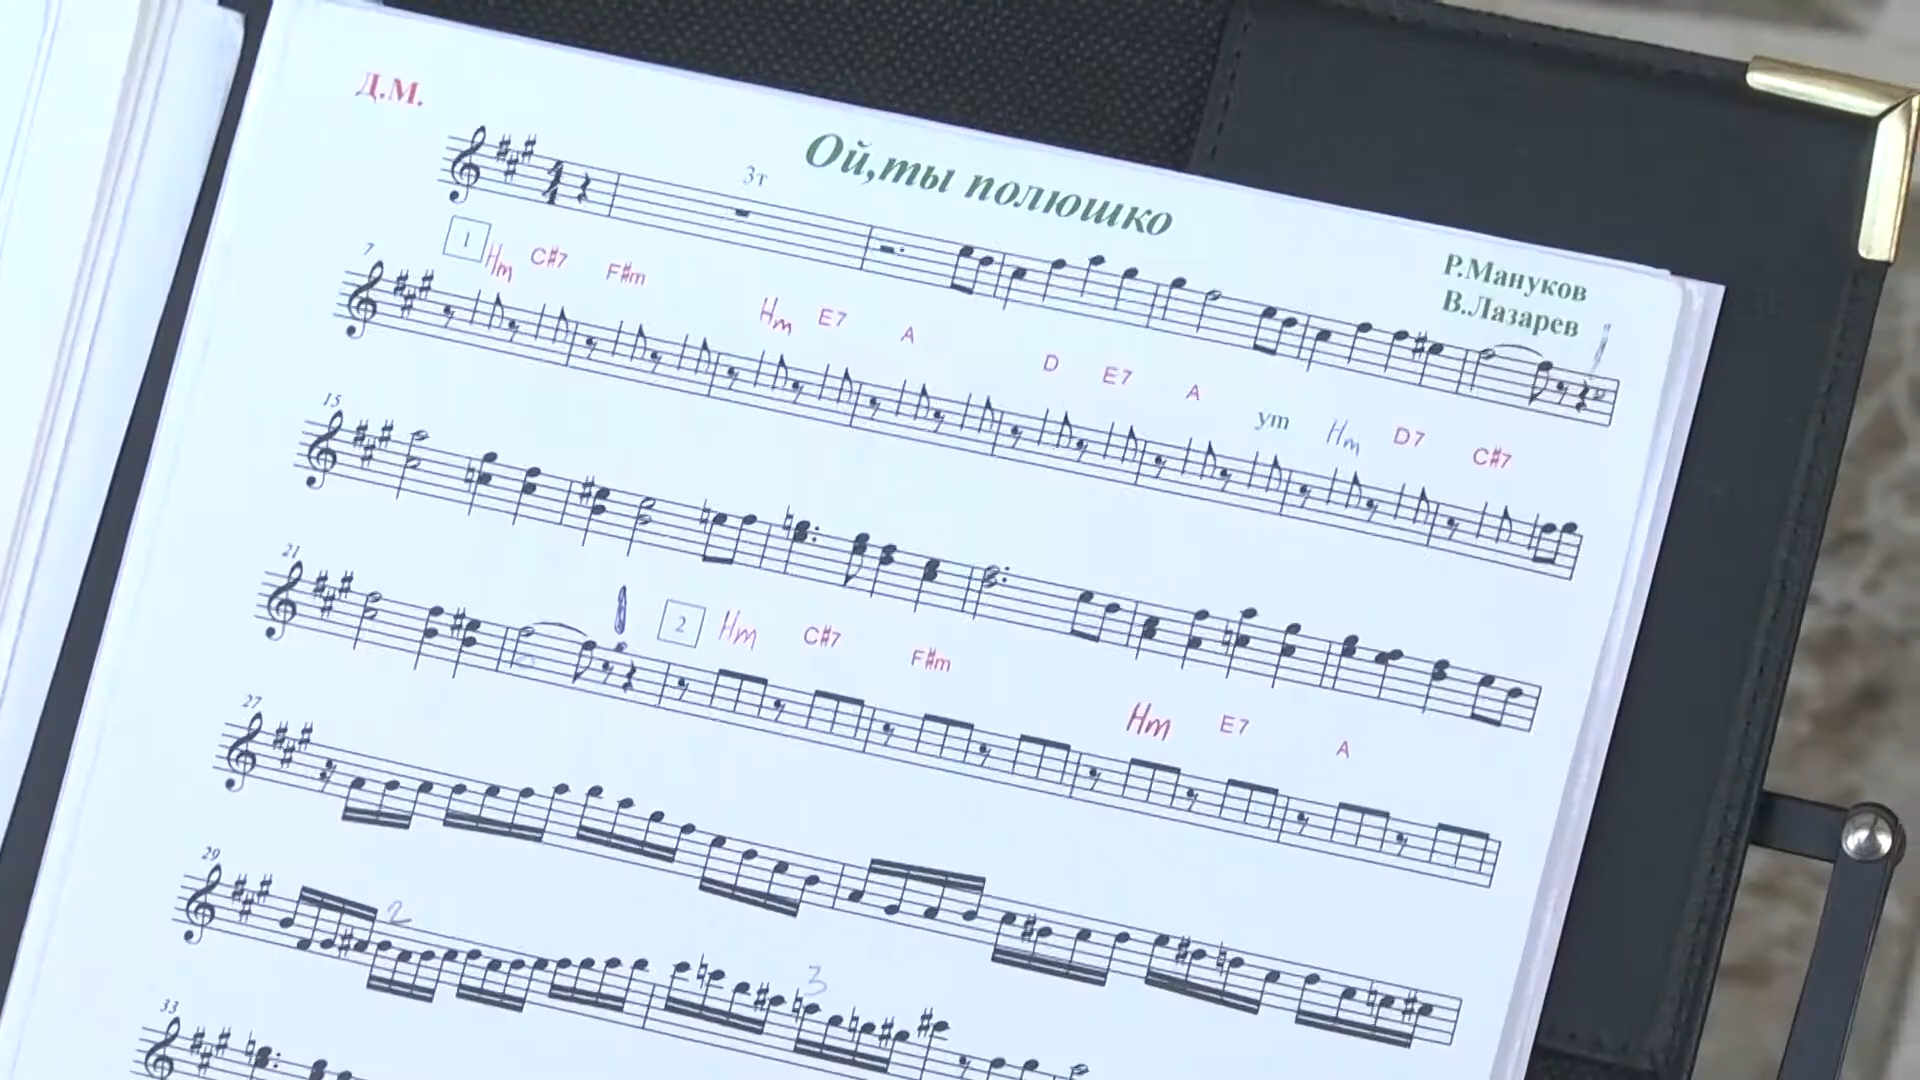 Д.М.
Ой,ты полюшко
Р.Мануков
В.Лазарев
3т
1
7
Hm C#7 F#m Hm E7 A D E7 A ут Hm D7 C#7
15
21
2
Hm C#7 F#m Hm E7 A
27
29
2
3
33